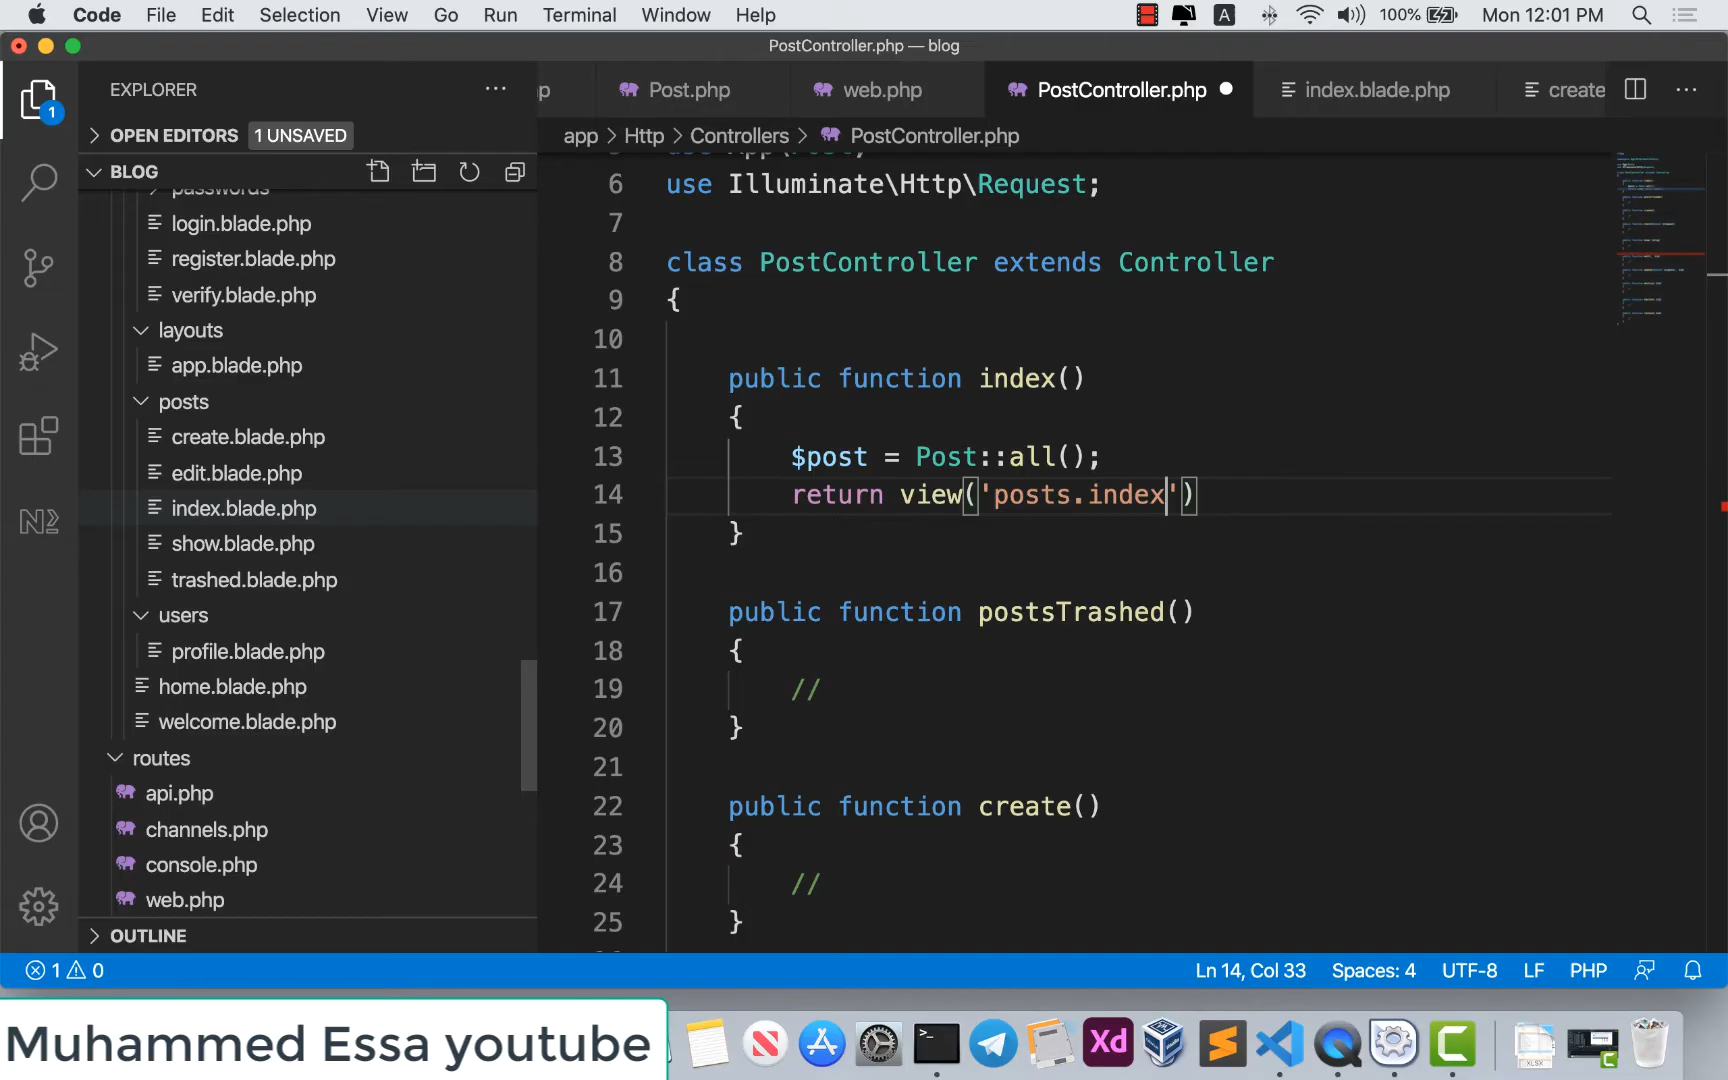 Code File Edit Selection View Go Run Terminal Window Help A 100% Mon 12:01 PM
PostController.php — blog
EXPLORER
Post.php web.php PostController.php index.blade.php create
1
OPEN EDITORS 1 UNSAVED
app > Http > Controllers > PostController.php
BLOG
passwords
login.blade.php
register.blade.php
verify.blade.php
layouts
app.blade.php
posts
create.blade.php
edit.blade.php
index.blade.php
show.blade.php
trashed.blade.php
users
profile.blade.php
home.blade.php
welcome.blade.php
routes
api.php
channels.php
console.php
web.php
OUTLINE
6 use Illuminate\Http\Request;
7
8 class PostController extends Controller
9 {
10
11 public function index()
12 {
13 $post = Post::all();
14 return view('posts.index')
15 }
16
17 public function postsTrashed()
18 {
19 //
20 }
21
22 public function create()
23 {
24 //
25 }
1 0 Ln 14, Col 33 Spaces: 4 UTF-8 LF PHP
Muhammed Essa youtube
Xd
XLSX